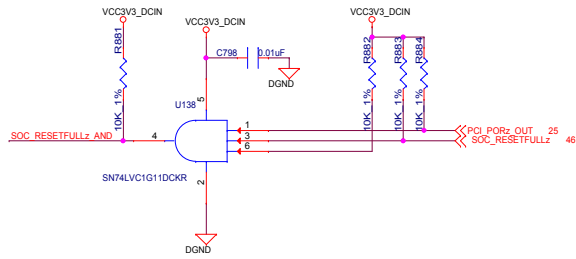 VCC3V3_DCIN
VCC3V3_DCIN
VCC3V3_DCIN
R881
10K 1%
C798
0.01uF
DGND
R882
R883
R884
10K 1%
10K 1%
10K 1%
U138
5
SOC_RESETFULLz_AND
4
1
3
6
PCI_PORz_OUT 25
SOC_RESETFULLz 46
SN74LVC1G11DCKR
2
DGND